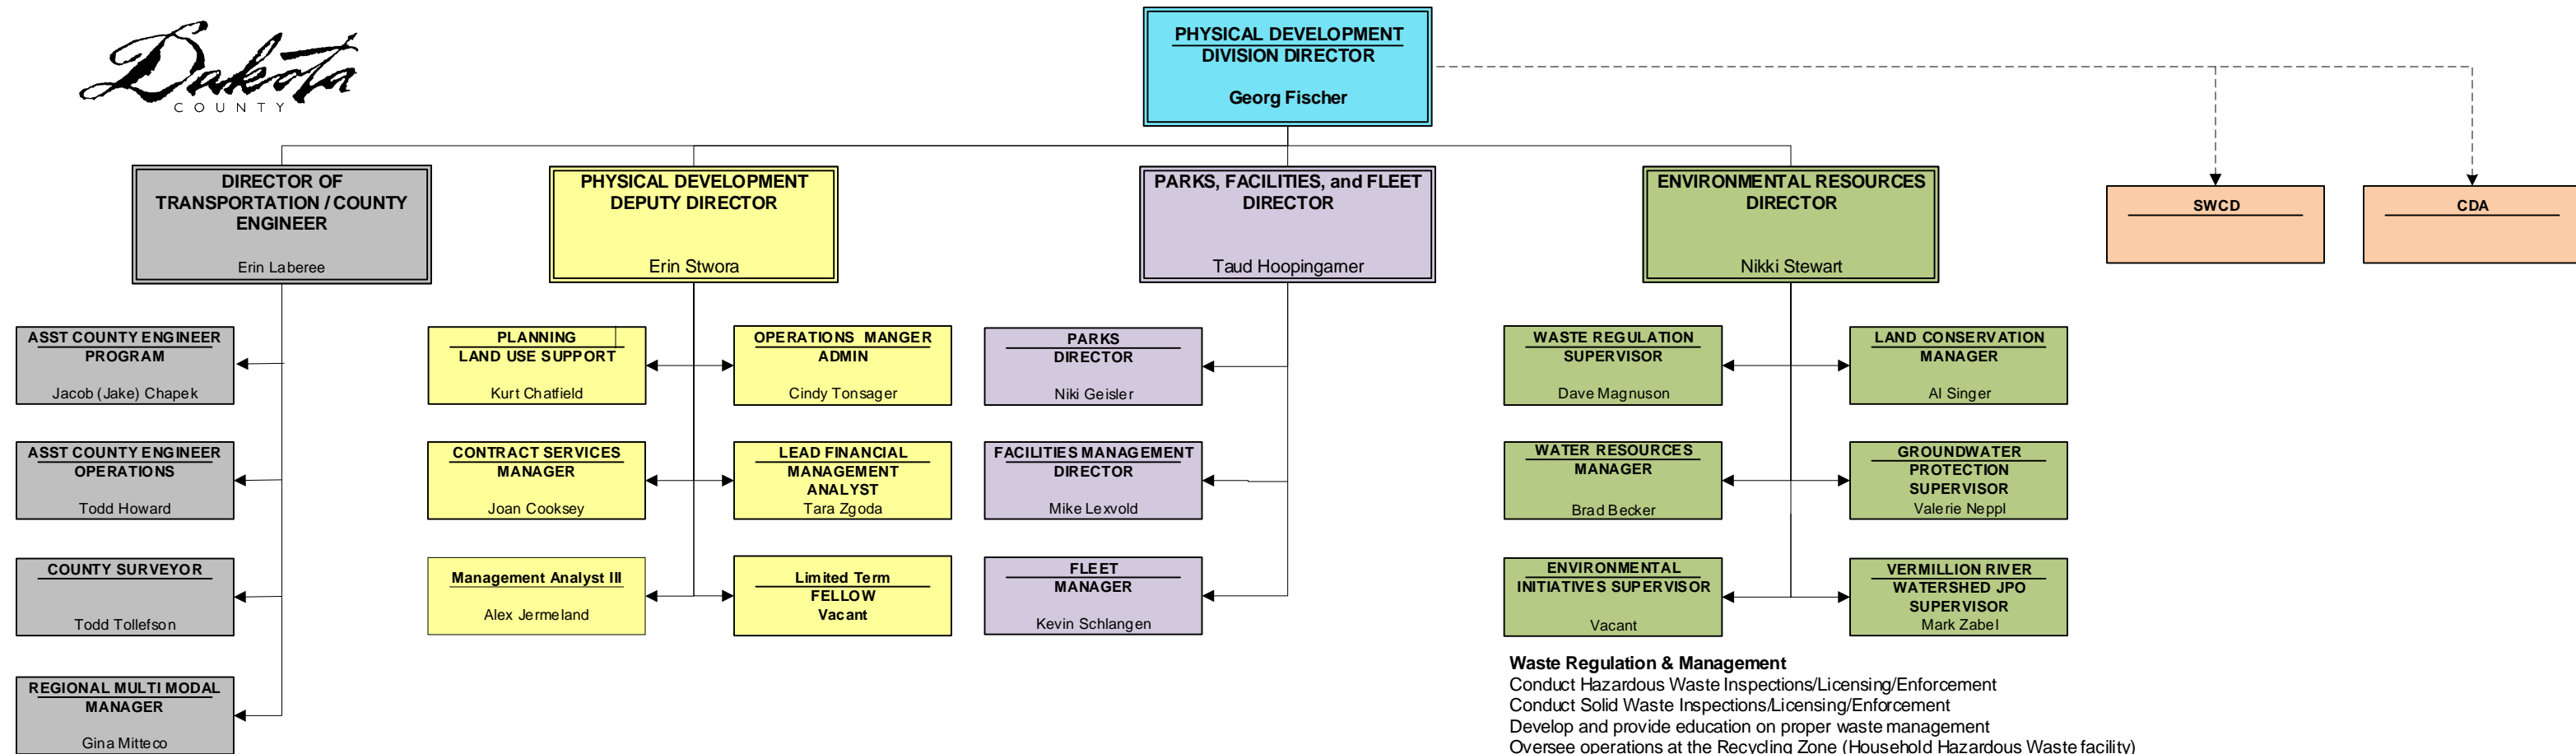 Dakota
COUNTY
PHYSICAL DEVELOPMENT
DIVISION DIRECTOR
Georg Fischer
DIRECTOR OF
TRANSPORTATION / COUNTY
ENGINEER
Erin Laberee
PHYSICAL DEVELOPMENT
DEPUTY DIRECTOR
Erin Stwora
PARKS, FACILITIES, and FLEET
DIRECTOR
Taud Hoopingarner
ENVIRONMENTAL RESOURCES
DIRECTOR
Nikki Stewart
SWCD
CDA
ASST COUNTY ENGINEER
PROGRAM
Jacob (Jake) Chapek
ASST COUNTY ENGINEER
OPERATIONS
Todd Howard
COUNTY SURVEYOR
Todd Tollefson
REGIONAL MULTI MODAL
MANAGER
Gina Mitteco
PLANNING
LAND USE SUPPORT
Kurt Chatfield
OPERATIONS MANGER
ADMIN
Cindy Tonsager
CONTRACT SERVICES
MANAGER
Joan Cooksey
LEAD FINANCIAL
MANAGEMENT
ANALYST
Tara Zgoda
Management Analyst III
Alex Jermeland
Limited Term
FELLOW
Vacant
PARKS
DIRECTOR
Niki Geisler
FACILITIES MANAGEMENT
DIRECTOR
Mike Lexvold
FLEET
MANAGER
Kevin Schlangen
WASTE REGULATION
SUPERVISOR
Dave Magnuson
LAND CONSERVATION
MANAGER
Al Singer
WATER RESOURCES
MANAGER
Brad Becker
GROUNDWATER
PROTECTION
SUPERVISOR
Valerie Neppl
ENVIRONMENTAL
INITIATIVES SUPERVISOR
Vacant
VERMILLION RIVER
WATERSHED JPO
SUPERVISOR
Mark Zabel
Waste Regulation & Management
Conduct Hazardous Waste Inspections/Licensing/Enforcement
Conduct Solid Waste Inspections/Licensing/Enforcement
Develop and provide education on proper waste management
Oversee operations at the Recycling Zone (Household Hazardous Waste facility)